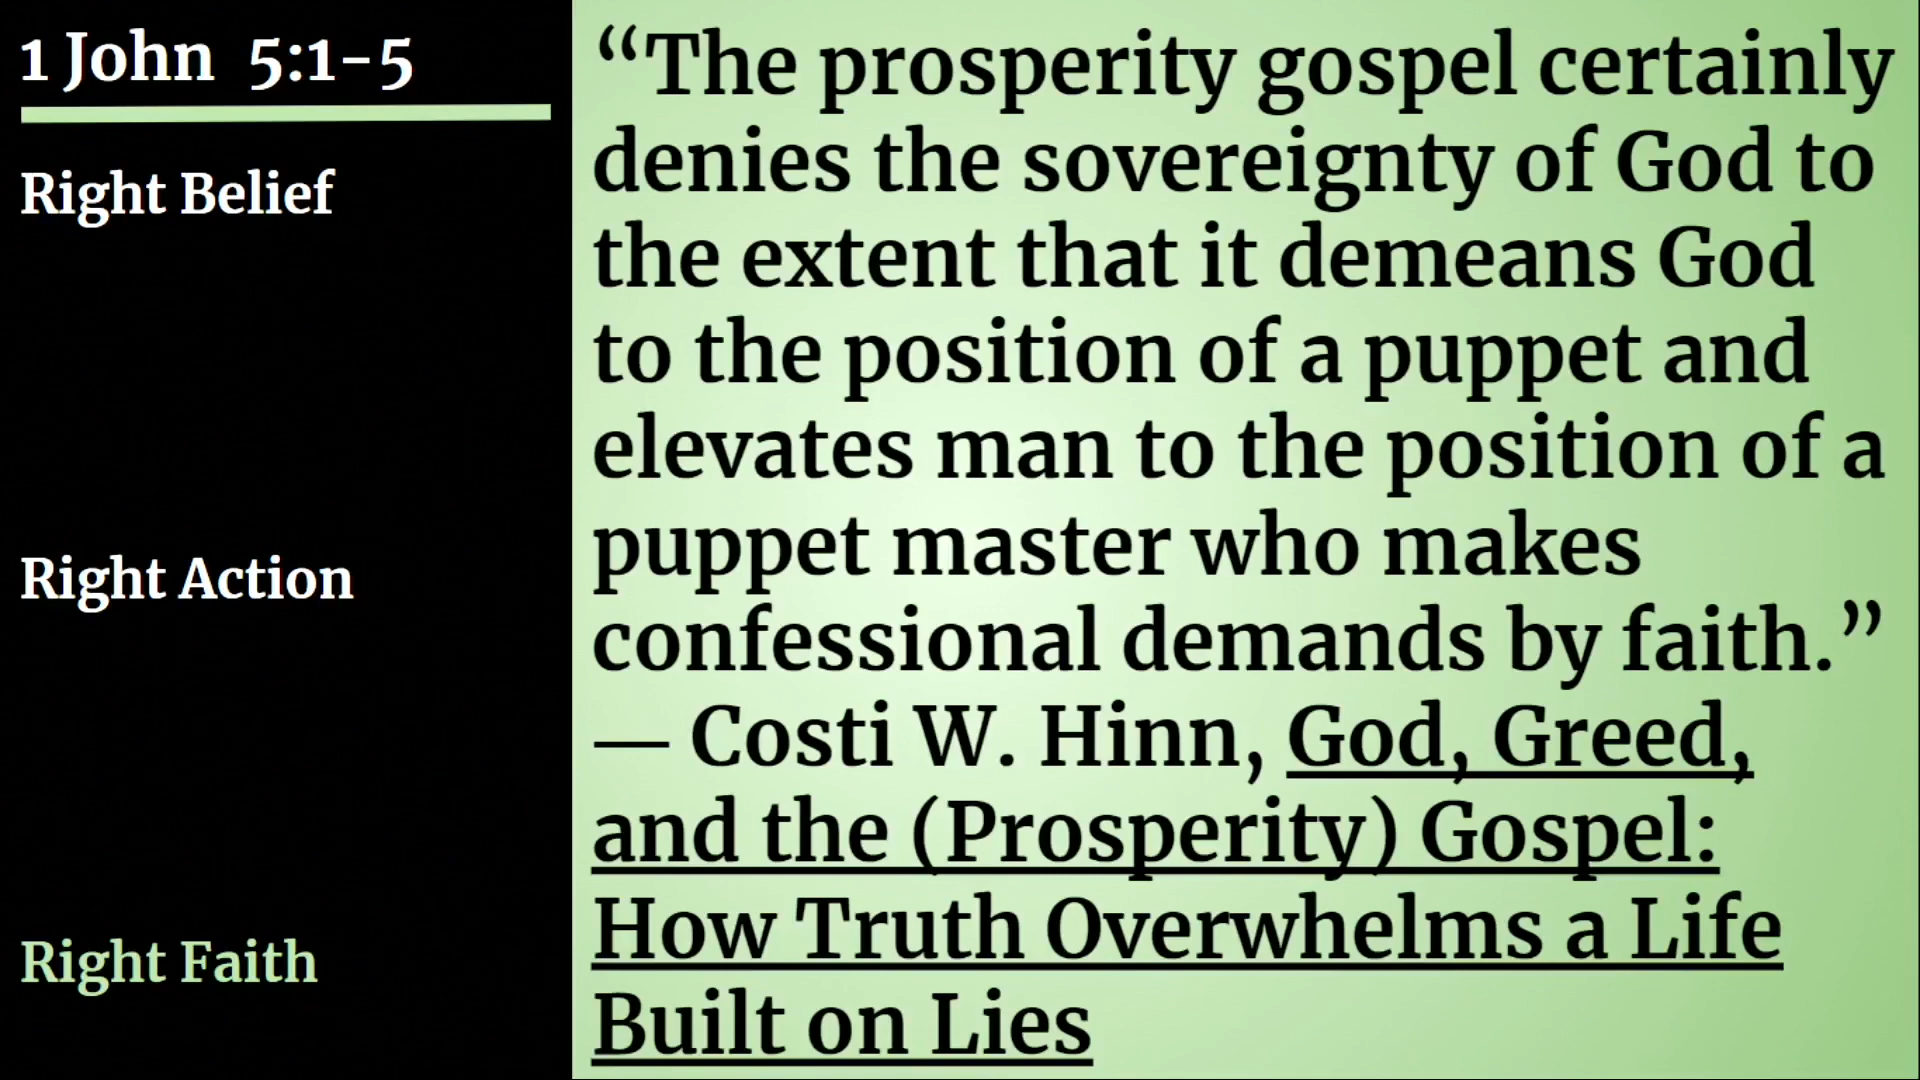 1 John 5:1-5
Right Belief
Right Action
Right Faith
“The prosperity gospel certainly
denies the sovereignty of God to
the extent that it demeans God
to the position of a puppet and
elevates man to the position of a
puppet master who makes
confessional demands by faith.”
— Costi W. Hinn, God, Greed,
and the (Prosperity) Gospel:
How Truth Overwhelms a Life
Built on Lies